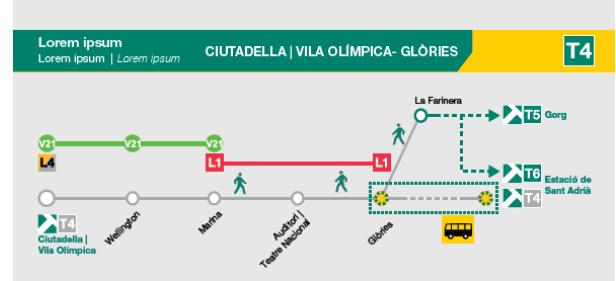 Lorem ipsum
Lorem ipsum | Lorem ipsum
CIUTADELLA | VILA OLÍMPICA- GLÒRIES
T4
La Farinera
T5 Gorg
V21 V21 V21
L4
L1 L1
T6
Estació de
Sant Adrià
T4
T4
Ciutadella |
Vila Olímpica
Wellington
Marina
Auditori |
Teatre Nacional
Glòries